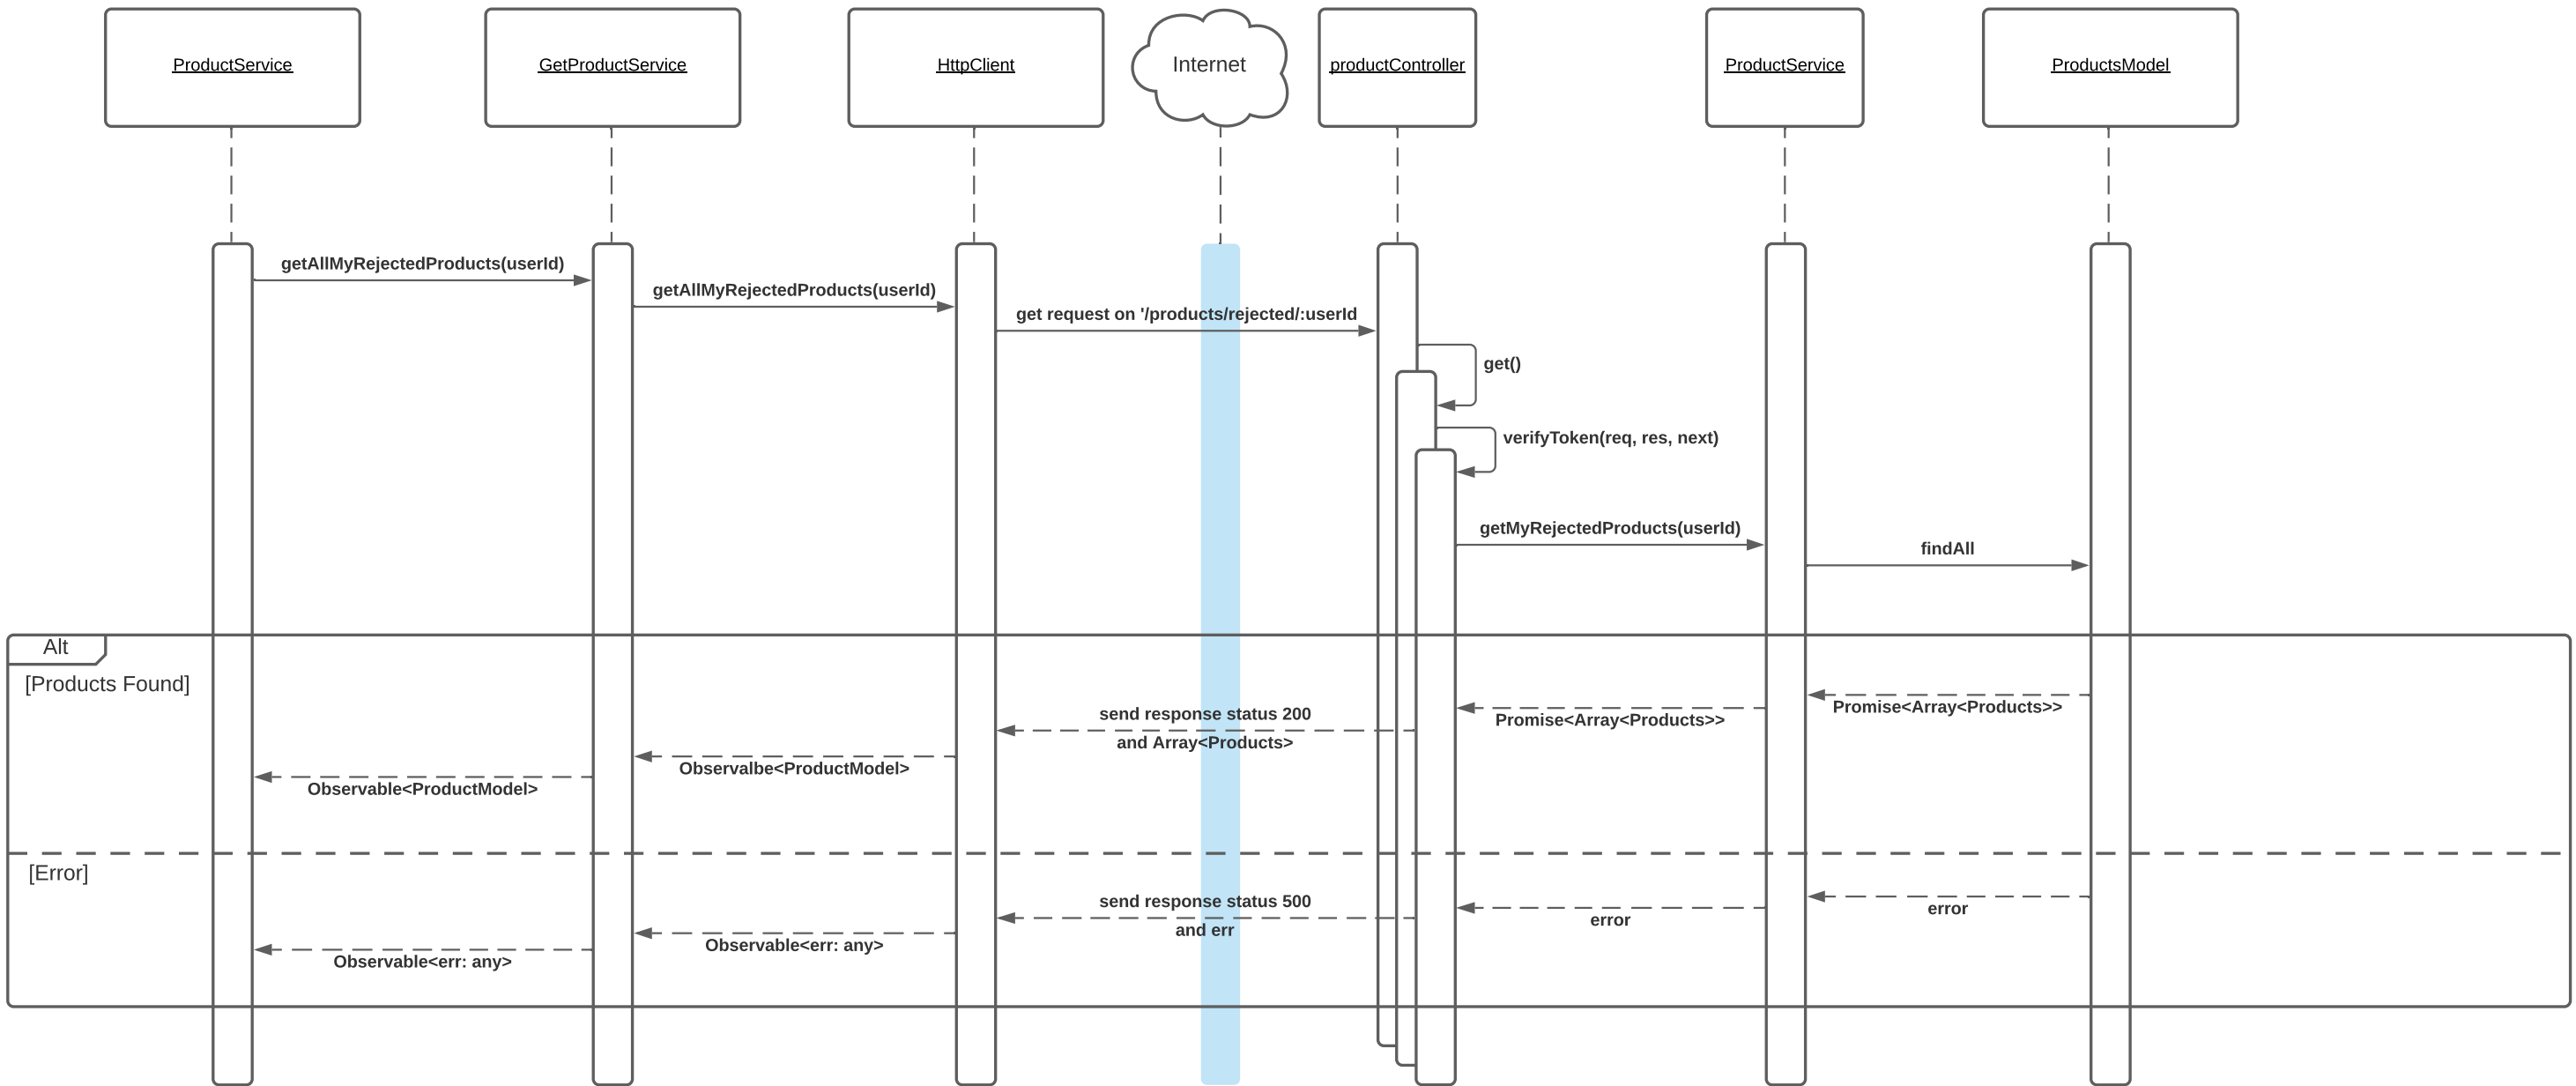 ProductService
GetProductService
HttpClient
Internet
productController
ProductService
ProductsModel
getAllMyRejectedProducts(userId)
getAllMyRejectedProducts(userId)
get request on '/products/rejected/:userId
get()
verifyToken(req, res, next)
getMyRejectedProducts(userId)
findAll
Alt
[Products Found]
Promise<Array<Products>>
Promise<Array<Products>>
send response status 200
and Array<Products>
Observalbe<ProductModel>
Observable<ProductModel>
[Error]
error
error
send response status 500
and err
Observable<err: any>
Observable<err: any>